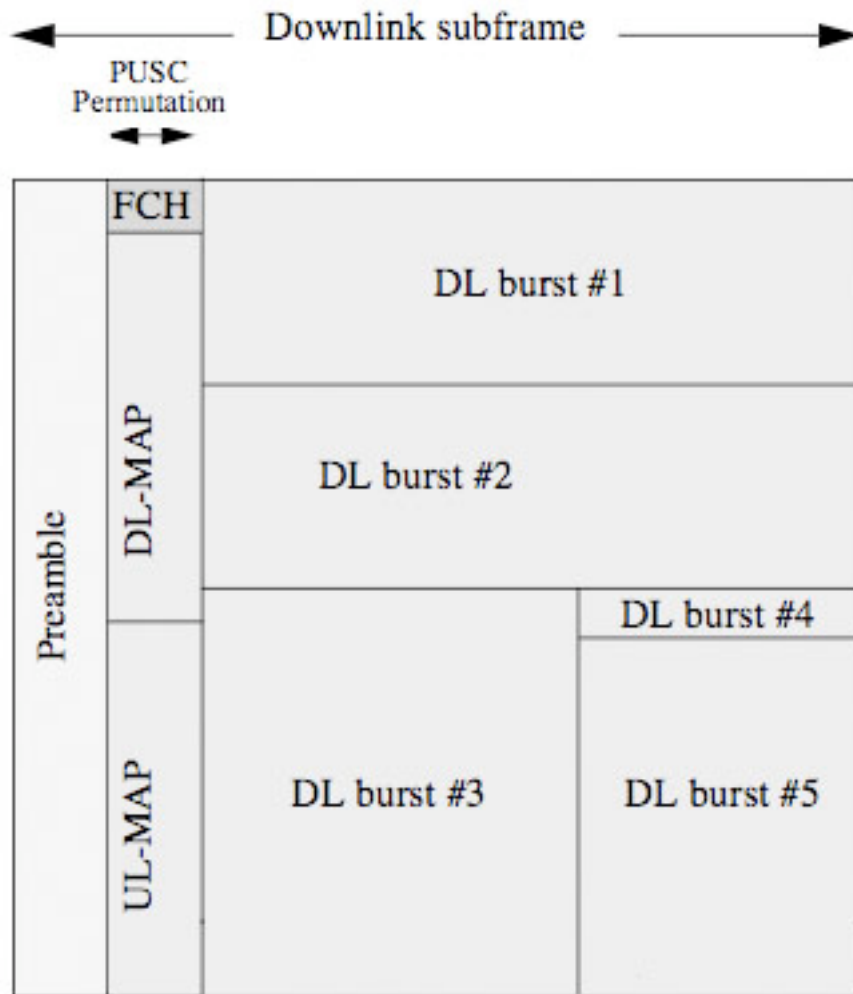 Downlink subframe
PUSC
Permutation
FCH
DL burst #1
DL-MAP
DL burst #2
Preamble
DL burst #4
UL-MAP
DL burst #3
DL burst #5